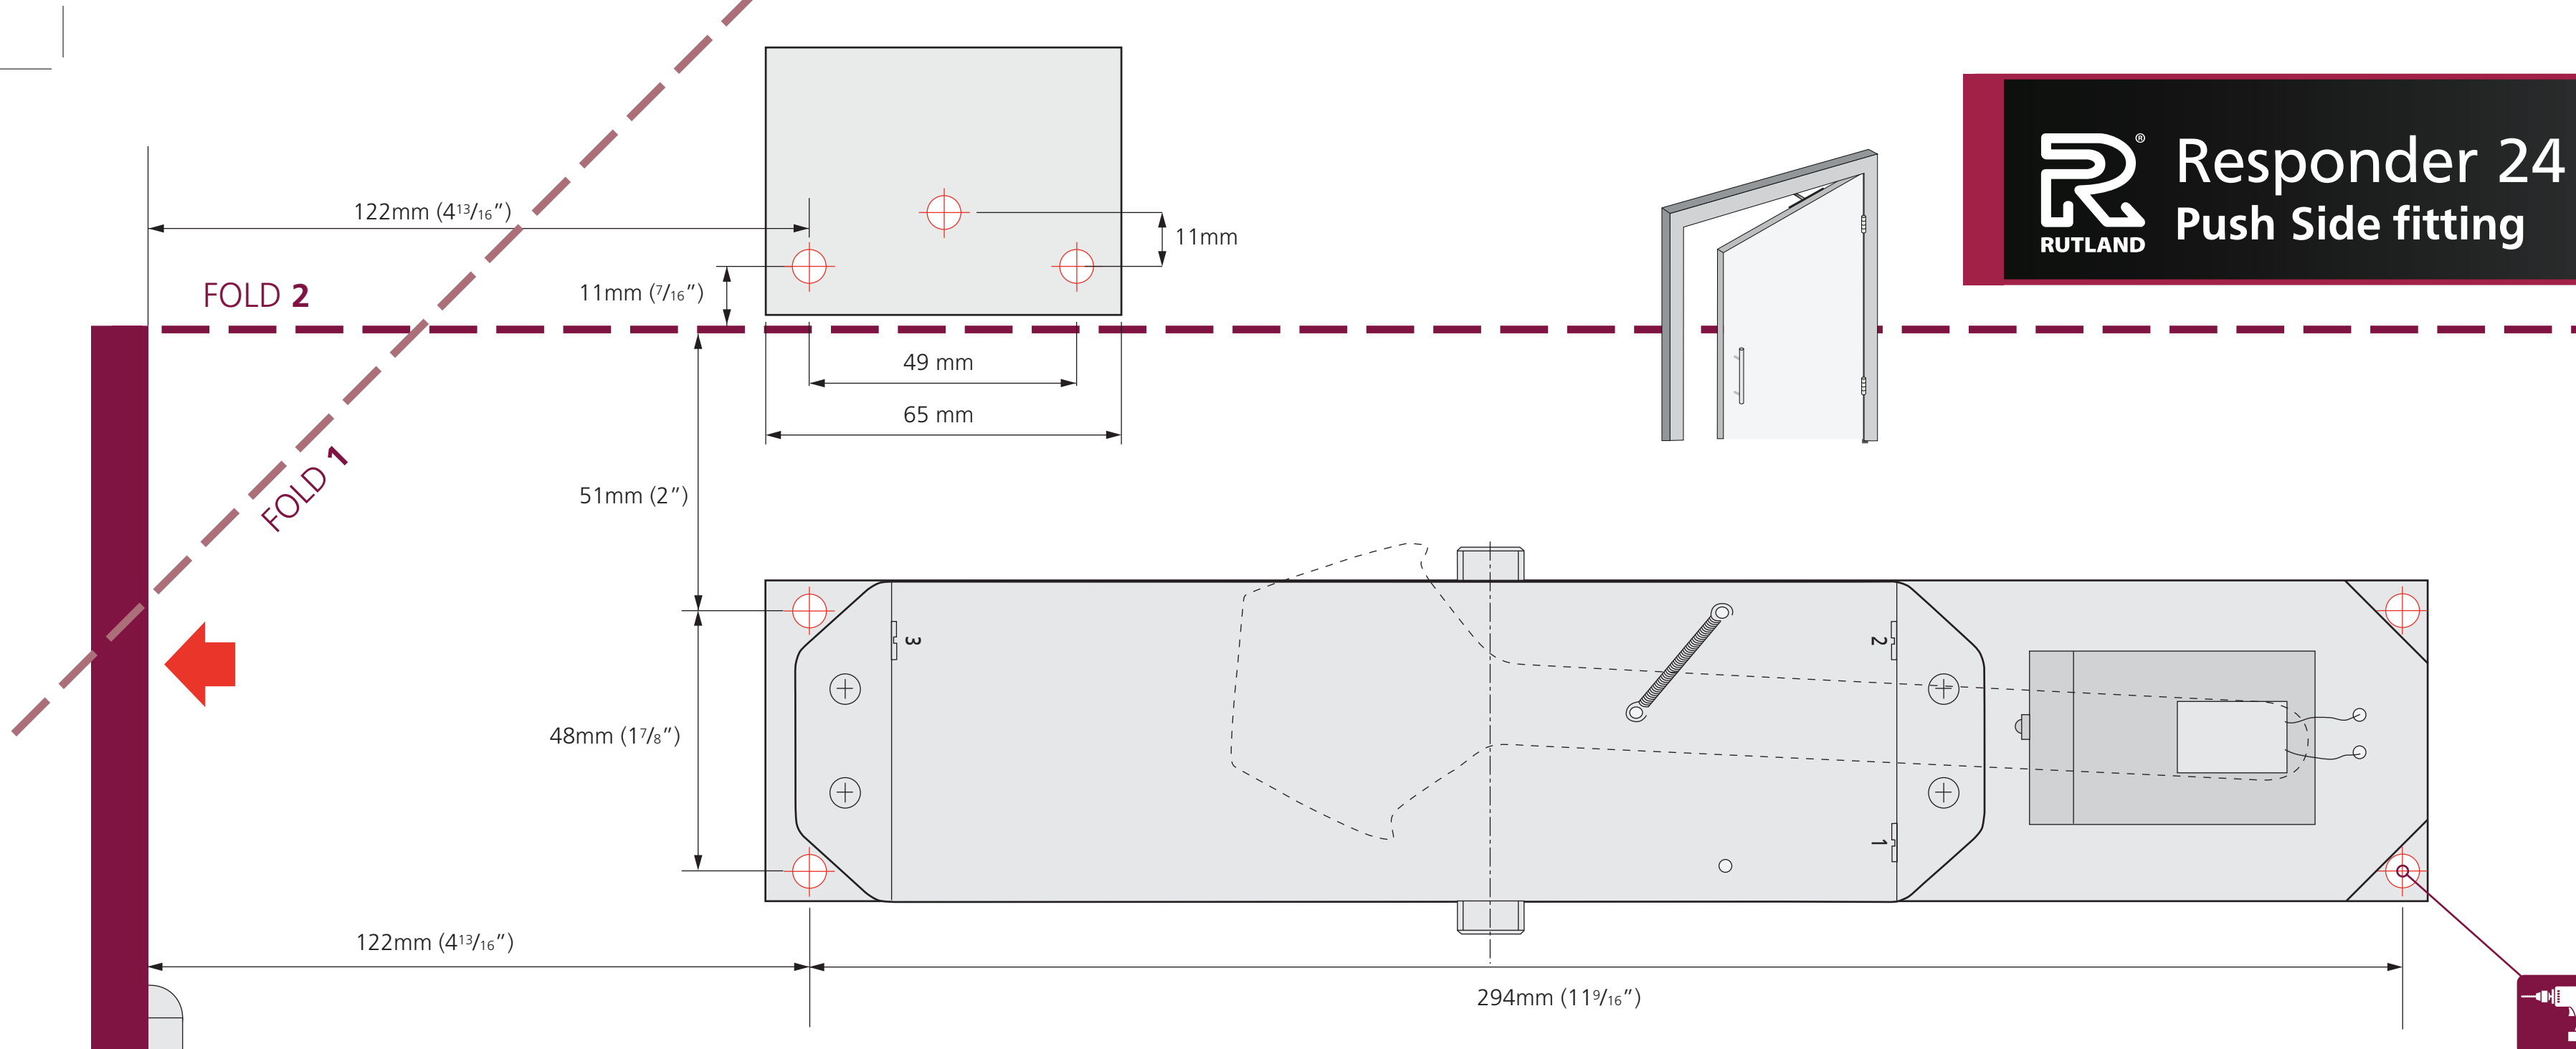 122mm (4¹³/₁₆″)
11mm
11mm (⁷/₁₆″)
FOLD 2
49 mm
65 mm
FOLD 1
51mm (2″)
®
RUTLAND
Responder 24
Push Side fitting
48mm (1⁷/₈″)
3
2
1
122mm (4¹³/₁₆″)
294mm (11⁹/₁₆″)